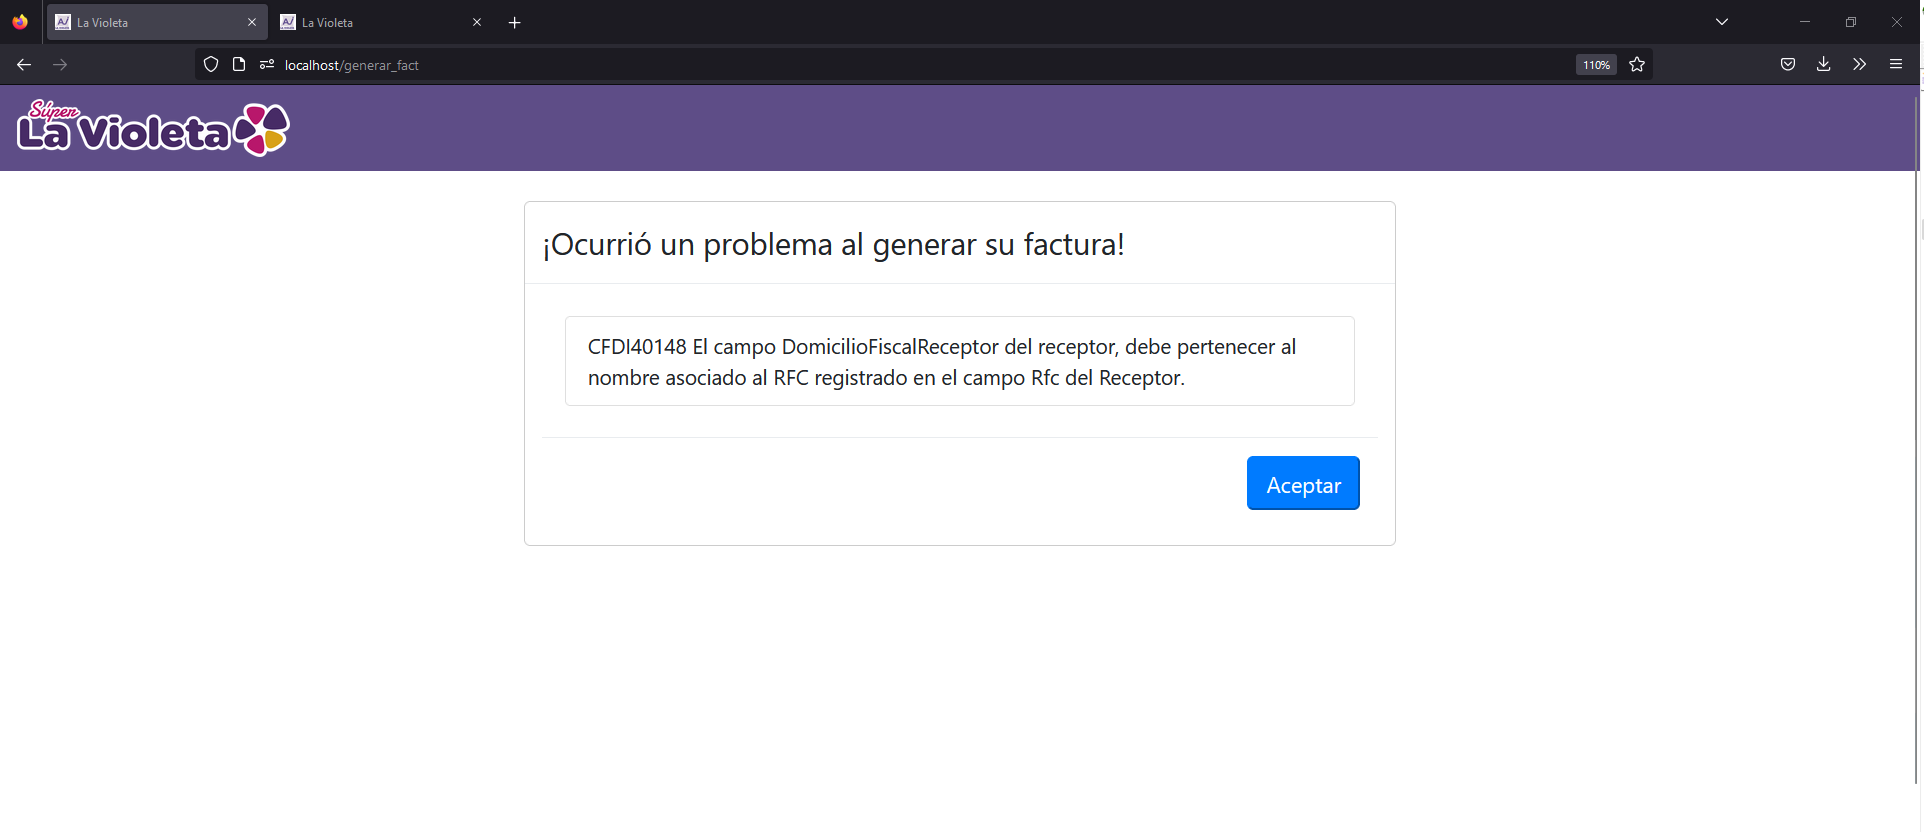 La Violeta
La Violeta
localhost/generar_fact
110%
Súper
La Violeta
¡Ocurrió un problema al generar su factura!
CFDI40148 El campo DomicilioFiscalReceptor del receptor, debe pertenecer al
nombre asociado al RFC registrado en el campo Rfc del Receptor.
Aceptar